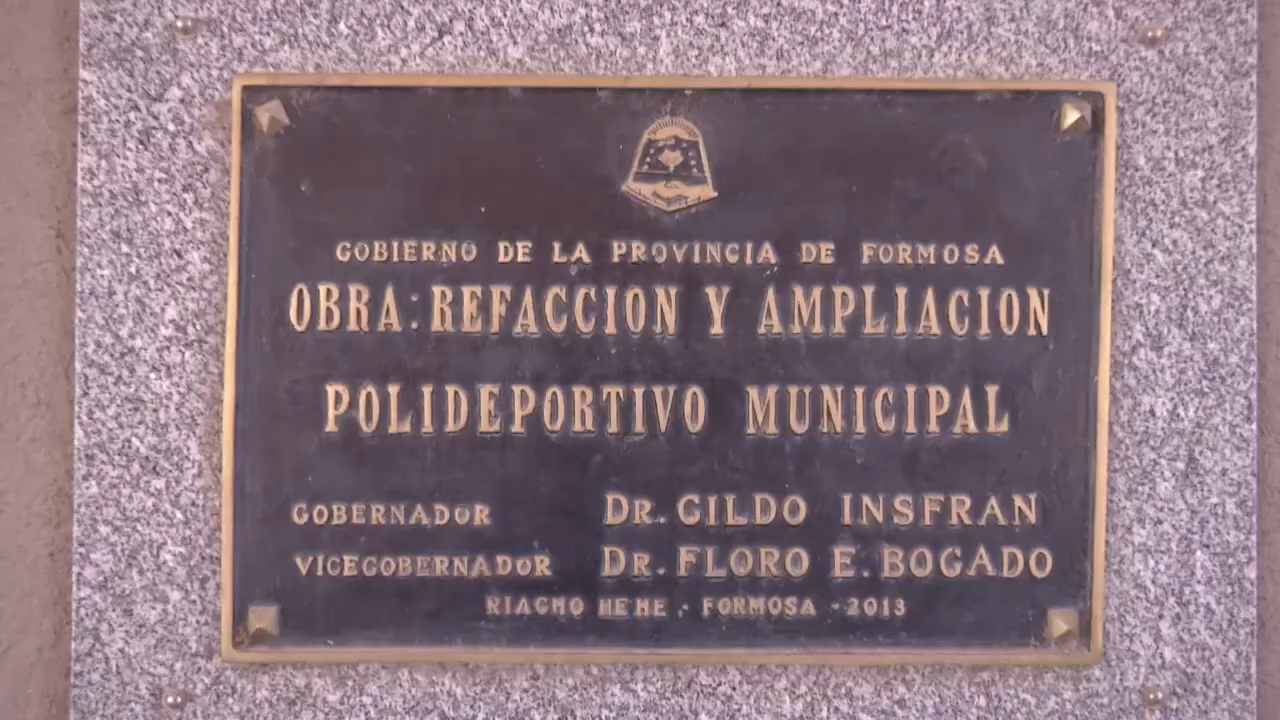 GOBIERNO DE LA PROVINCIA DE FORMOSA
OBRA: REFACCION Y AMPLIACION
POLIDEPORTIVO MUNICIPAL
GOBERNADOR DR. GILDO INSFRAN
VICEGOBERNADOR DR. FLORO E. BOGADO
RIACHO HE HE - FORMOSA - 2013